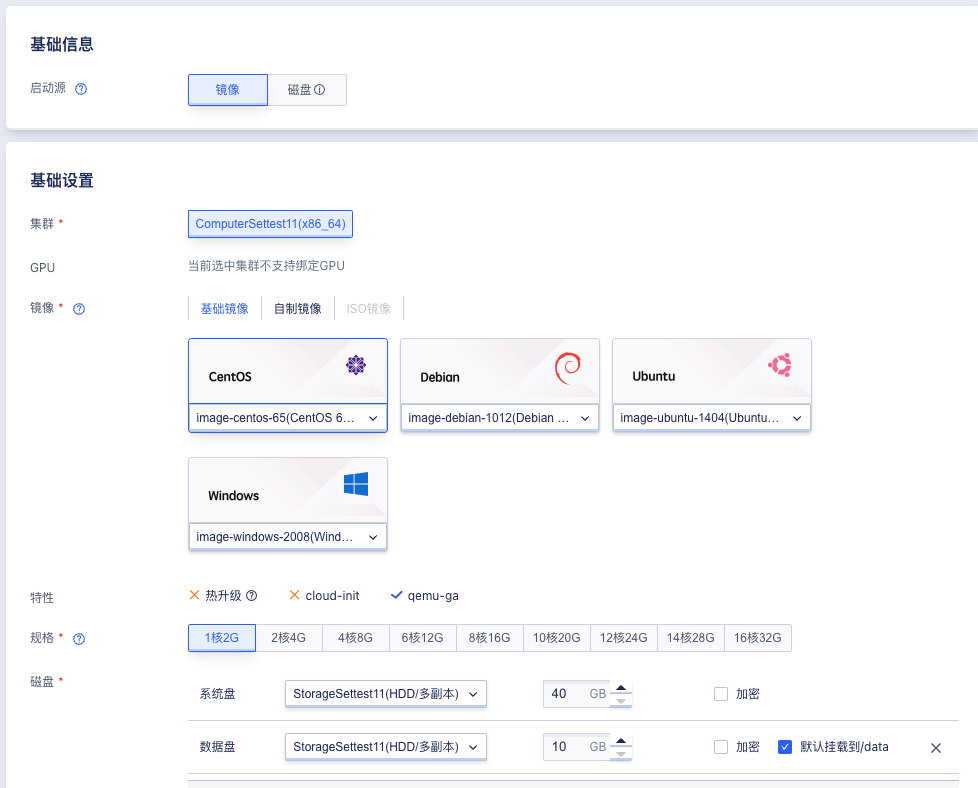 基础信息
启动源 镜像 磁盘
基础设置
集群 * ComputerSettest11(x86_64)
GPU 当前选中集群不支持绑定GPU
镜像 * 基础镜像 自制镜像 ISO镜像
CentOS Debian Ubuntu
image-centos-65(CentOS 6... image-debian-1012(Debian ... image-ubuntu-1404(Ubuntu...
Windows
image-windows-2008(Wind...
特性 热升级 cloud-init qemu-ga
规格 * 1核2G 2核4G 4核8G 6核12G 8核16G 10核20G 12核24G 14核28G 16核32G
磁盘 *
系统盘 StorageSettest11(HDD/多副本) 40 GB 加密
数据盘 StorageSettest11(HDD/多副本) 10 GB 加密 默认挂载到/data